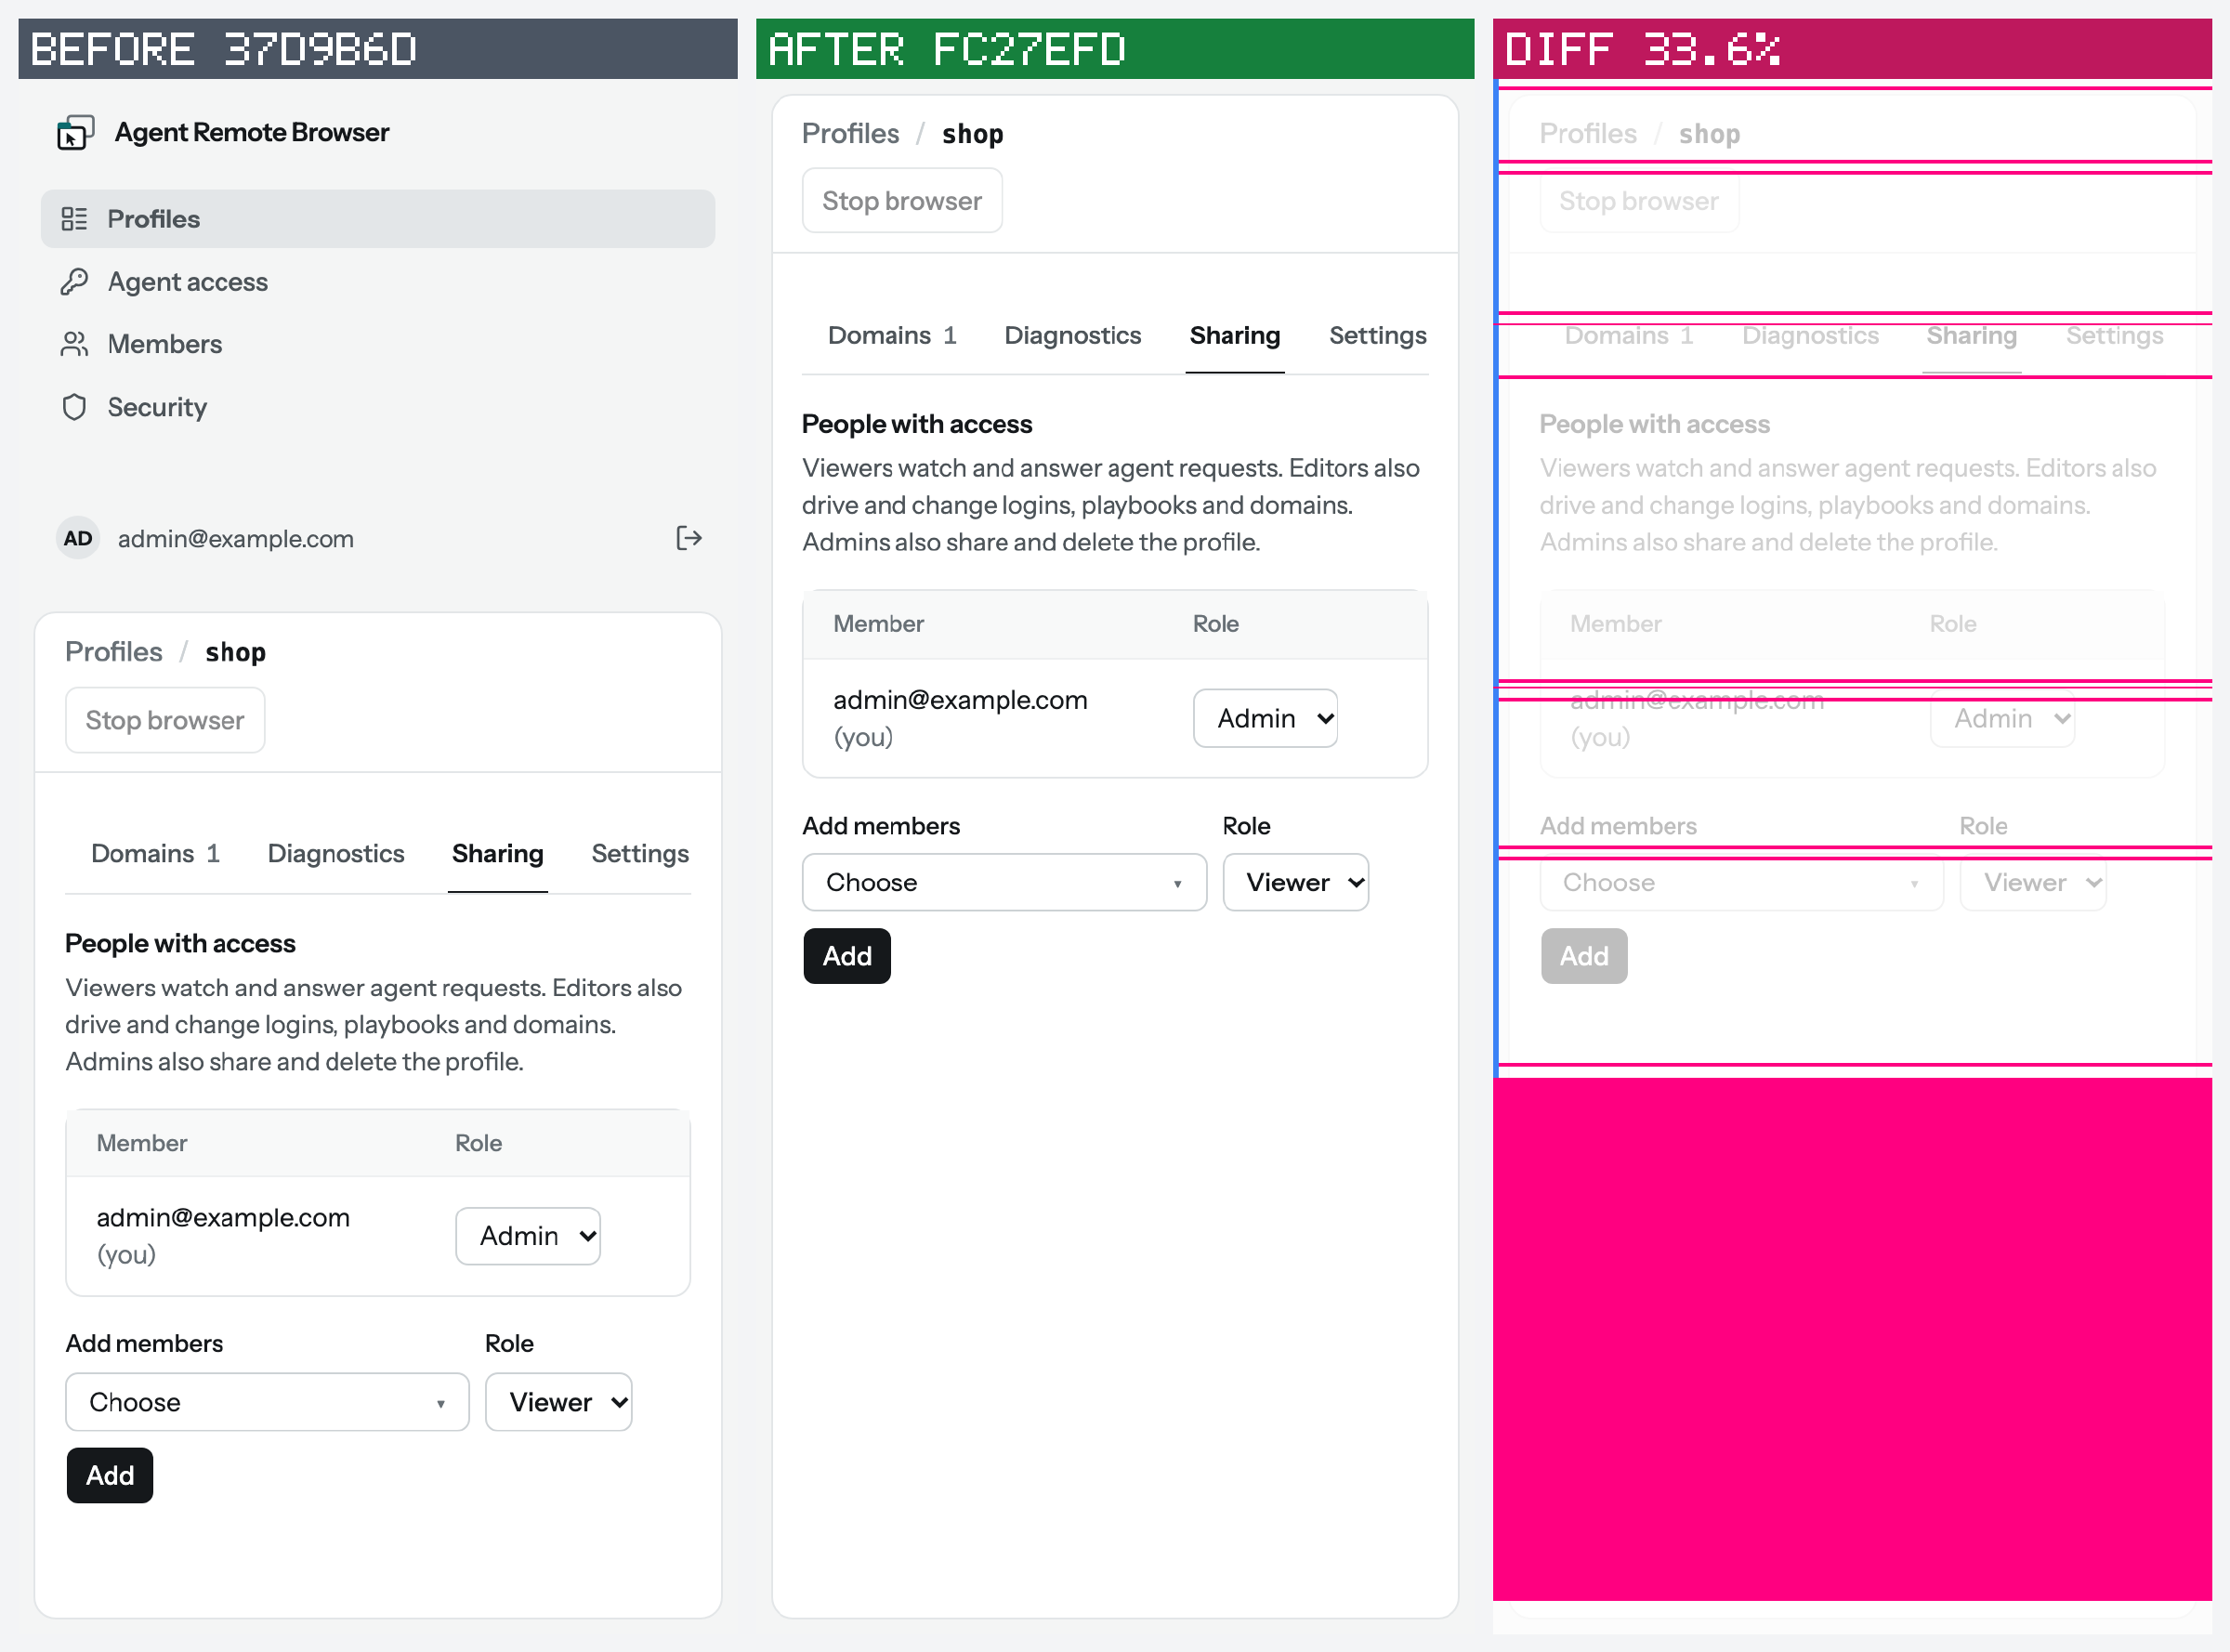 BEFORE 37D9B6D
Agent Remote Browser
Profiles
Agent access
Members
Security
AD admin@example.com
Profiles / shop
Stop browser
Domains 1 Diagnostics Sharing Settings
People with access
Viewers watch and answer agent requests. Editors also
drive and change logins, playbooks and domains.
Admins also share and delete the profile.
Member Role
admin@example.com
(you)
Admin
Add members Role
Choose Viewer
Add
AFTER FC27EFD
Profiles / shop
Stop browser
Domains 1 Diagnostics Sharing Settings
People with access
Viewers watch and answer agent requests. Editors also
drive and change logins, playbooks and domains.
Admins also share and delete the profile.
Member Role
admin@example.com
(you)
Admin
Add members Role
Choose Viewer
Add
DIFF 33.6%
Profiles / shop
Stop browser
Domains 1 Diagnostics Sharing Settings
People with access
Viewers watch and answer agent requests. Editors also
drive and change logins, playbooks and domains.
Admins also share and delete the profile.
Member Role
admin@example.com
(you)
Admin
Add members Role
Choose Viewer
Add